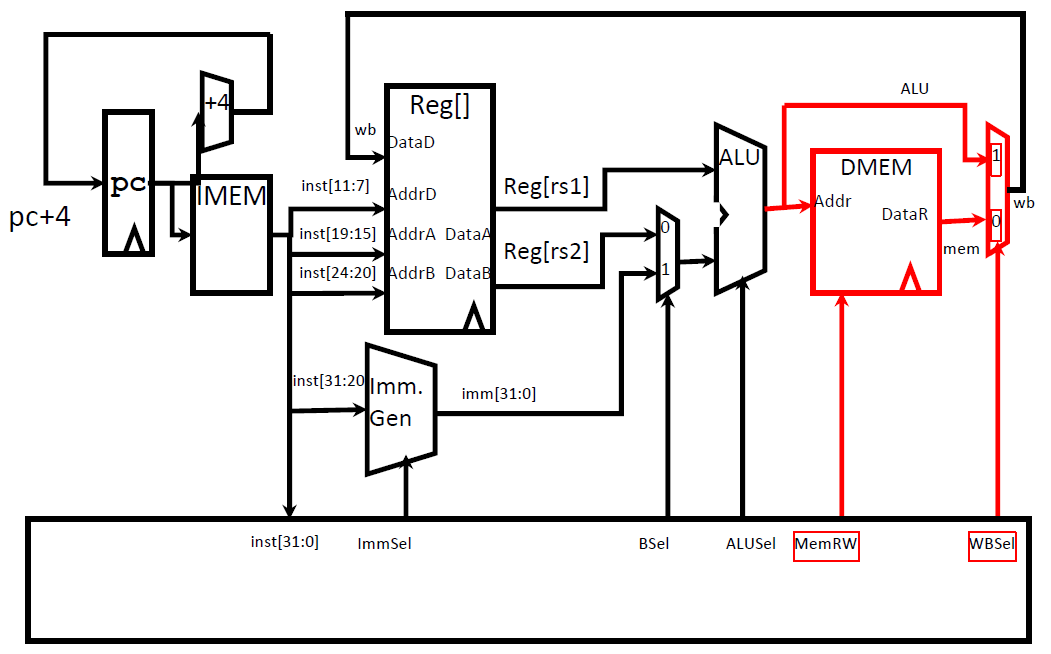 ALU
+4
Reg[]
wb
DataD
ALU
1
DMEM
pc
IMEM
inst[11:7]
AddrD
Reg[rs1]
Addr
DataR
wb
pc+4
inst[19:15]
AddrA
DataA
0
0
mem
inst[24:20]
AddrB
DataB
Reg[rs2]
1
inst[31:20]
Imm.
Gen
imm[31:0]
inst[31:0]
ImmSel
BSel
ALUSel
MemRW
WBSel